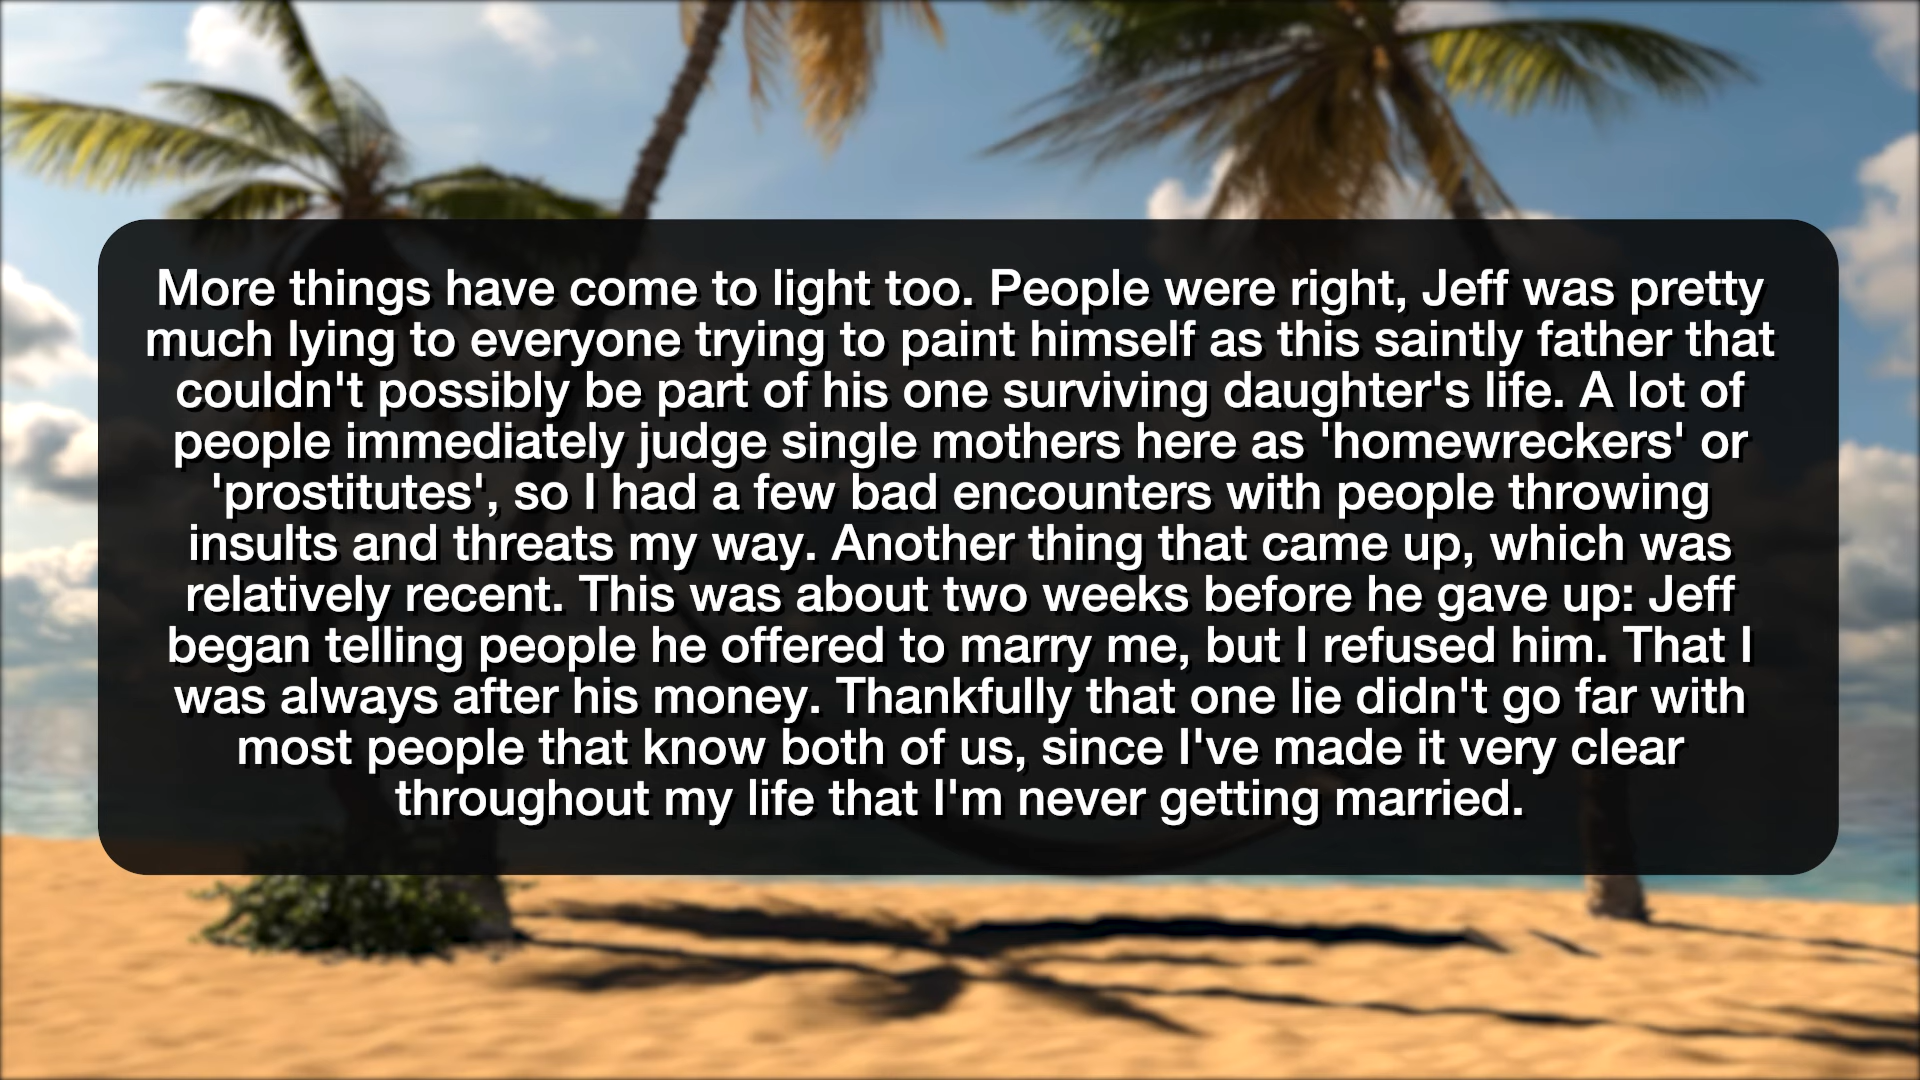 More things have come to light too. People were right, Jeff was pretty
much lying to everyone trying to paint himself as this saintly father that
couldn't possibly be part of his one surviving daughter's life. A lot of
people immediately judge single mothers here as 'homewreckers' or
'prostitutes', so I had a few bad encounters with people throwing
insults and threats my way. Another thing that came up, which was
relatively recent. This was about two weeks before he gave up: Jeff
began telling people he offered to marry me, but I refused him. That I
was always after his money. Thankfully that one lie didn't go far with
most people that know both of us, since I've made it very clear
throughout my life that I'm never getting married.